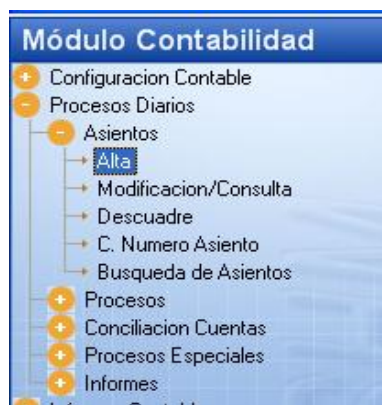 Módulo Contabilidad
Configuracion Contable
Procesos Diarios
Asientos
Alta
Modificacion/Consulta
Descuadre
C. Numero Asiento
Busqueda de Asientos
Procesos
Conciliacion Cuentas
Procesos Especiales
Informes